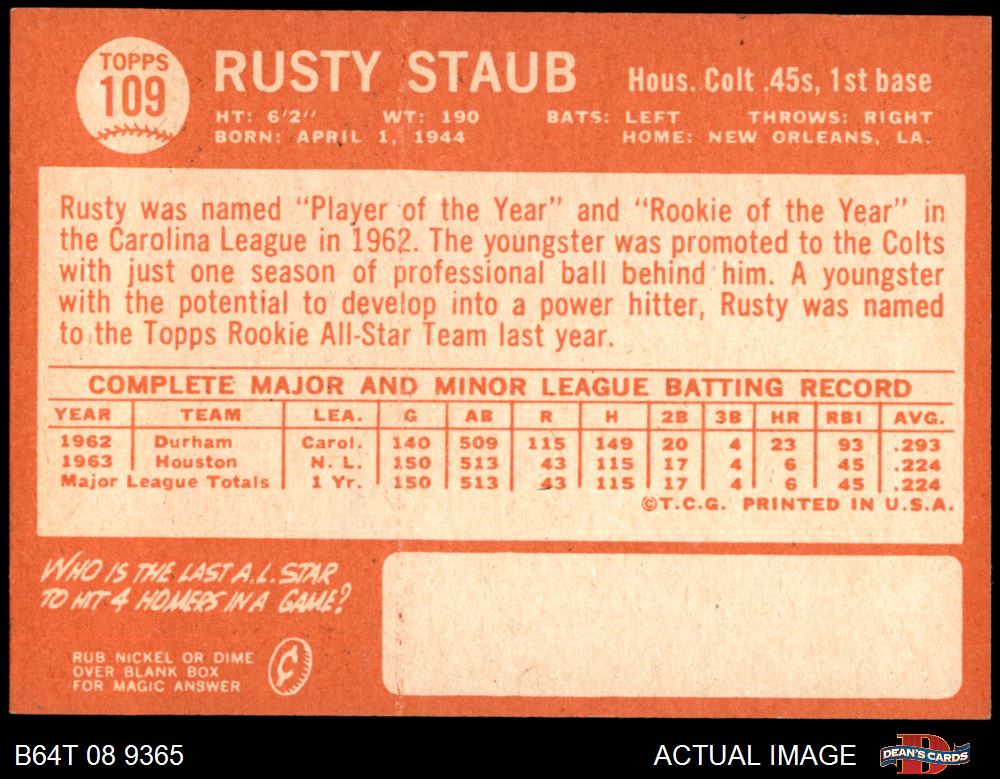 TOPPS
109
RUSTY STAUB
Hous. Colt .45s, 1st base
HT: 6'2" WT: 190 BATS: LEFT THROWS: RIGHT
BORN: APRIL 1, 1944 HOME: NEW ORLEANS, LA.
Rusty was named "Player of the Year" and "Rookie of the Year" in
the Carolina League in 1962. The youngster was promoted to the Colts
with just one season of professional ball behind him. A youngster
with the potential to develop into a power hitter, Rusty was named
to the Topps Rookie All-Star Team last year.
COMPLETE MAJOR AND MINOR LEAGUE BATTING RECORD
YEAR TEAM LEA. G AB R H 2B 3B HR RBI AVG.
1962 Durham Carol. 140 509 115 149 20 4 23 93 .293
1963 Houston N. L. 150 513 43 115 17 4 6 45 .224
Major League Totals 1 Yr. 150 513 43 115 17 4 6 45 .224
©T.C.G. PRINTED IN U.S.A.
WHO IS THE LAST A.L. STAR
TO HIT 4 HOMERS IN A GAME?
RUB NICKEL OR DIME
OVER BLANK BOX
FOR MAGIC ANSWER
¢
B64T 08 9365
ACTUAL IMAGE
D
DEAN'S CARDS